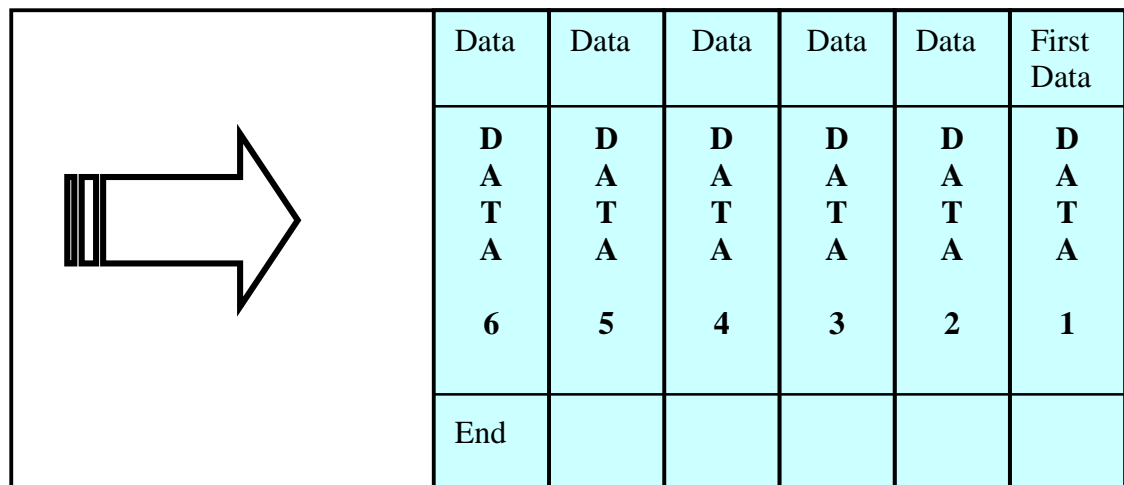 Data Data Data Data Data First Data
D D D D D D
A A A A A A
T T T T T T
A A A A A A
6 5 4 3 2 1
End